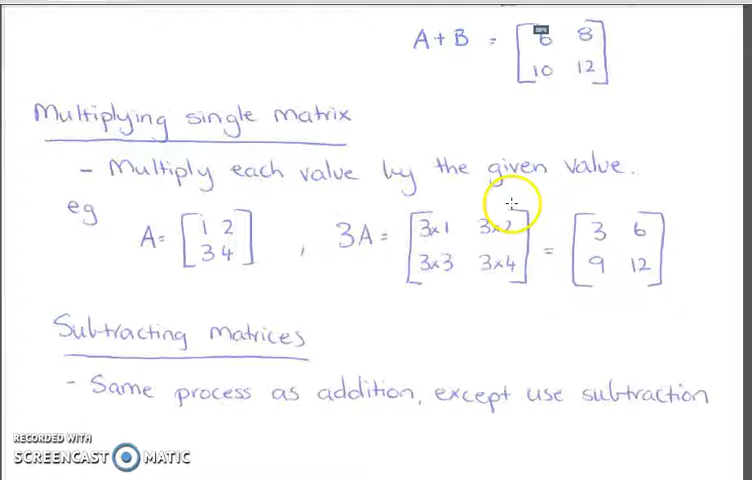 A+B = [6 8
10 12]
Multiplying single matrix
- Multiply each value by the given value.
eg
A= [1 2
3 4] , 3A= [3x1 3x2
3x3 3x4] = [3 6
9 12]
Subtracting matrices
- Same process as addition, except use subtraction
RECORDED WITH
SCREENCAST MATIC